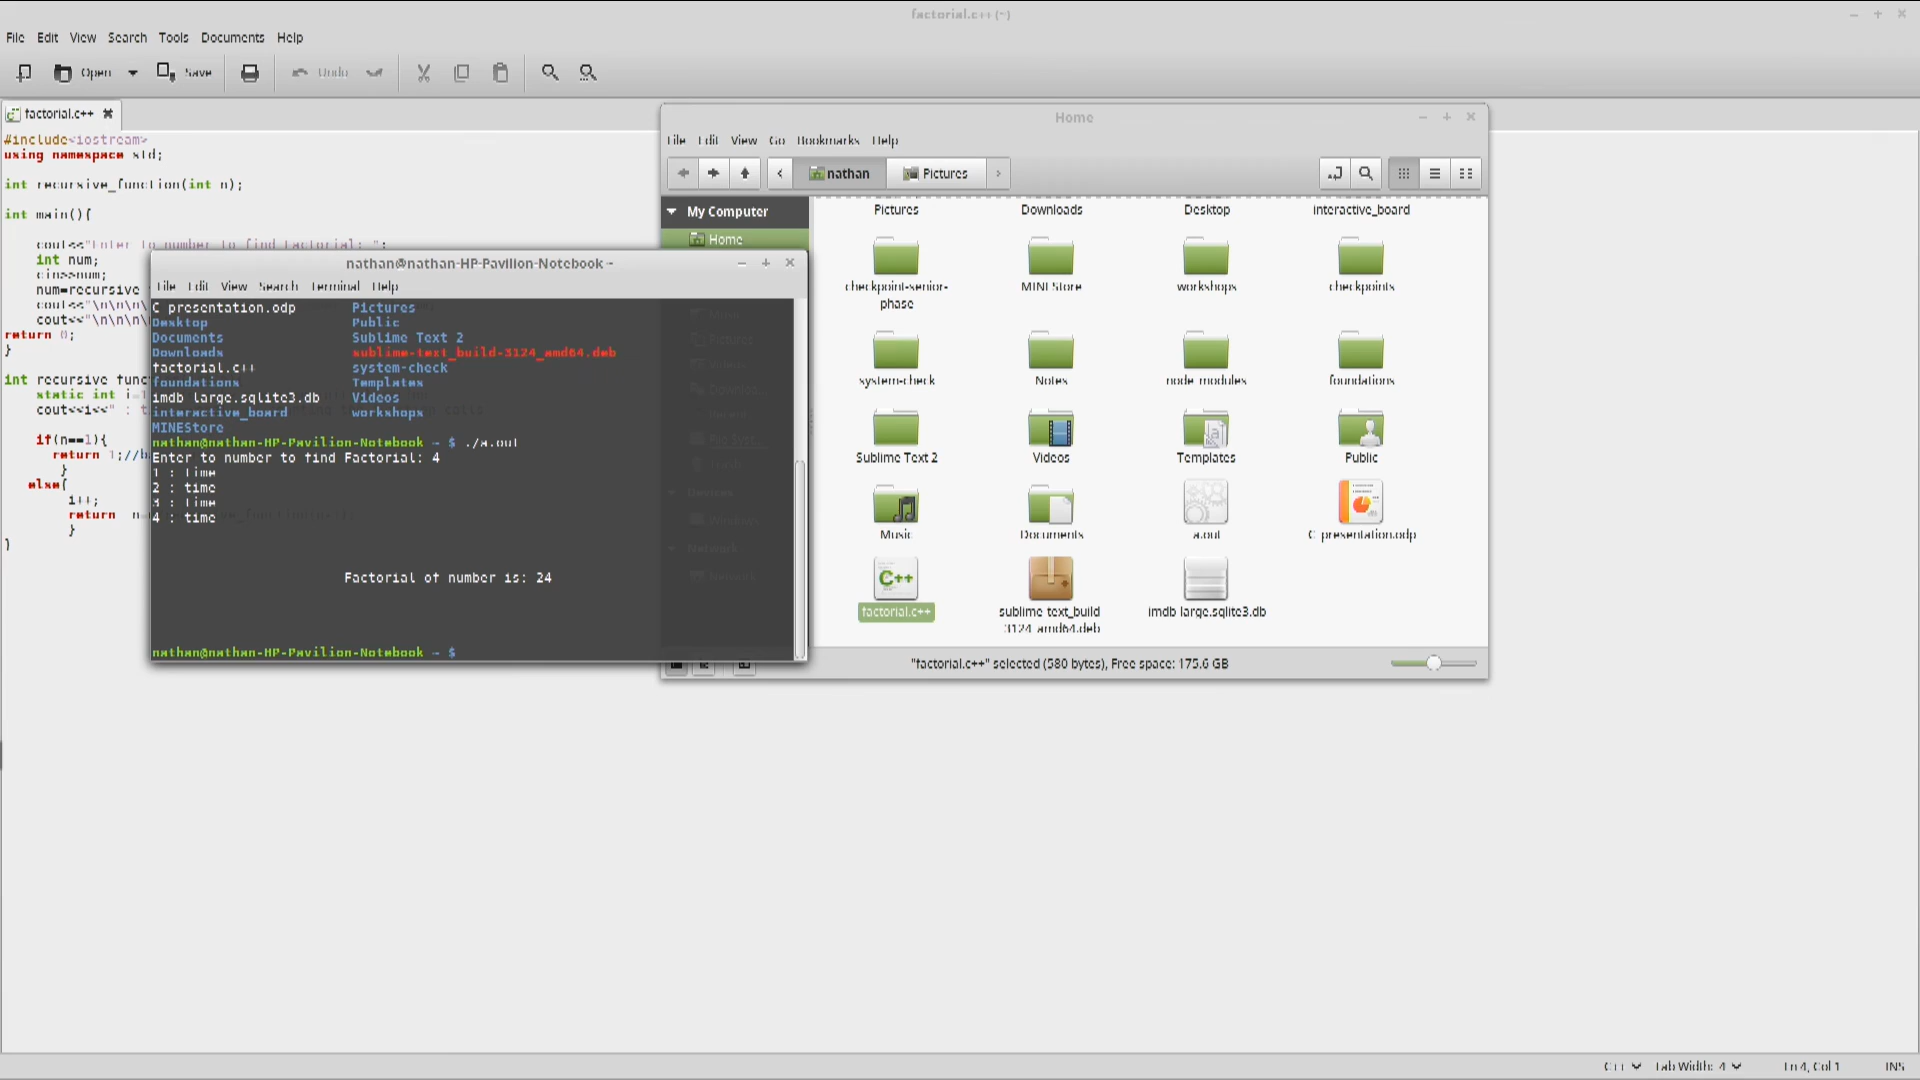 factorial.c++ (~)
File Edit View Search Tools Documents Help
Open Save Undo
factorial.c++
#include<iostream>
using namespace std;
int recursive_function(int n);
int main(){
cout<<"Enter to number to find Factorial: ";
int num;
cin>>num;
num=recursive
cout<<"\n\n\n\
cout<<"\n\n\n\
return 0;
}
int recursive func
static int i=1
cout<<i<<" : t
if(n==1){
return 1;//b
}
else{
i++;
return n
}
}
nathan@nathan-HP-Pavilion-Notebook ~
File Edit View Search Terminal Help
C presentation.odp Pictures
Desktop Public
Documents Sublime Text 2
Downloads sublime-text_build-3124_amd64.deb
factorial.c++ system-check
foundations Templates
imdb large.sqlite3.db Videos
interactive_board workshops
MINEStore
nathan@nathan-HP-Pavilion-Notebook ~ $ ./a.out
Enter to number to find Factorial: 4
1 : time
2 : time
3 : time
4 : time
Factorial of number is: 24
nathan@nathan-HP-Pavilion-Notebook ~ $
Home
File Edit View Go Bookmarks Help
nathan Pictures
My Computer
Home
Pictures Downloads Desktop interactive_board
checkpoint-senior-
phase
MINEStore workshops checkpoints
system-check Notes node_modules foundations
Sublime Text 2 Videos Templates Public
Music Documents a.out C presentation.odp
factorial.c++ sublime-text_build
-3124_amd64.deb
imdb large.sqlite3.db
"factorial.c++" selected (580 bytes), Free space: 175.6 GB
C++ Tab Width: 4 Ln 4, Col 1 INS